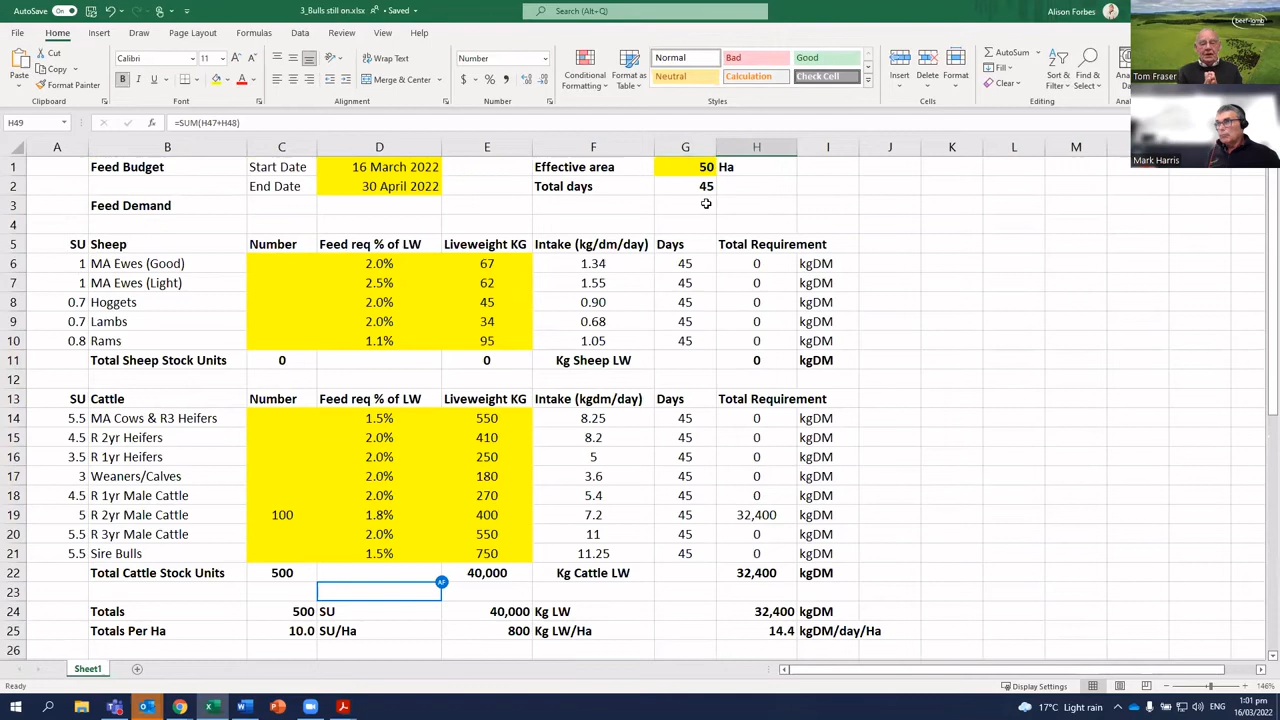 AutoSave On 3_Bulls still on.xlsx Saved Search (Alt+Q) Alison Forbes
File Home Insert Draw Page Layout Formulas Data Review View Help
Paste Cut Copy Format Painter Clipboard
Calibri 11 B I U Font
Wrap Text Merge & Center Alignment
Number $ % Number
Conditional Formatting Format as Table
Normal Bad Good
Neutral Calculation Check Cell
Styles
Insert Delete Format Cells
AutoSum Fill Clear Sort & Filter Find & Select Editing
beef+lamb
Tom Fraser
Mark Harris
H49 fx =SUM(H47+H48)
A B C D E F G H I J K L M
1 Feed Budget Start Date 16 March 2022 Effective area 50 Ha
2 End Date 30 April 2022 Total days 45
3 Feed Demand
4
5 SU Sheep Number Feed req % of LW Liveweight KG Intake (kg/dm/day) Days Total Requirement
6 1 MA Ewes (Good) 2.0% 67 1.34 45 0 kgDM
7 1 MA Ewes (Light) 2.5% 62 1.55 45 0 kgDM
8 0.7 Hoggets 2.0% 45 0.90 45 0 kgDM
9 0.7 Lambs 2.0% 34 0.68 45 0 kgDM
10 0.8 Rams 1.1% 95 1.05 45 0 kgDM
11 Total Sheep Stock Units 0 0 Kg Sheep LW 0 kgDM
12
13 SU Cattle Number Feed req % of LW Liveweight KG Intake (kgdm/day) Days Total Requirement
14 5.5 MA Cows & R3 Heifers 1.5% 550 8.25 45 0 kgDM
15 4.5 R 2yr Heifers 2.0% 410 8.2 45 0 kgDM
16 3.5 R 1yr Heifers 2.0% 250 5 45 0 kgDM
17 3 Weaners/Calves 2.0% 180 3.6 45 0 kgDM
18 4.5 R 1yr Male Cattle 2.0% 270 5.4 45 0 kgDM
19 5 R 2yr Male Cattle 100 1.8% 400 7.2 45 32,400 kgDM
20 5.5 R 3yr Male Cattle 2.0% 550 11 45 0 kgDM
21 5.5 Sire Bulls 1.5% 750 11.25 45 0 kgDM
22 Total Cattle Stock Units 500 40,000 Kg Cattle LW 32,400 kgDM
23 AF
24 Totals 500 SU 40,000 Kg LW 32,400 kgDM
25 Totals Per Ha 10.0 SU/Ha 800 Kg LW/Ha 14.4 kgDM/day/Ha
26
Sheet1
Ready Display Settings 146%
17°C Light rain ENG 1:01 pm
16/03/2022